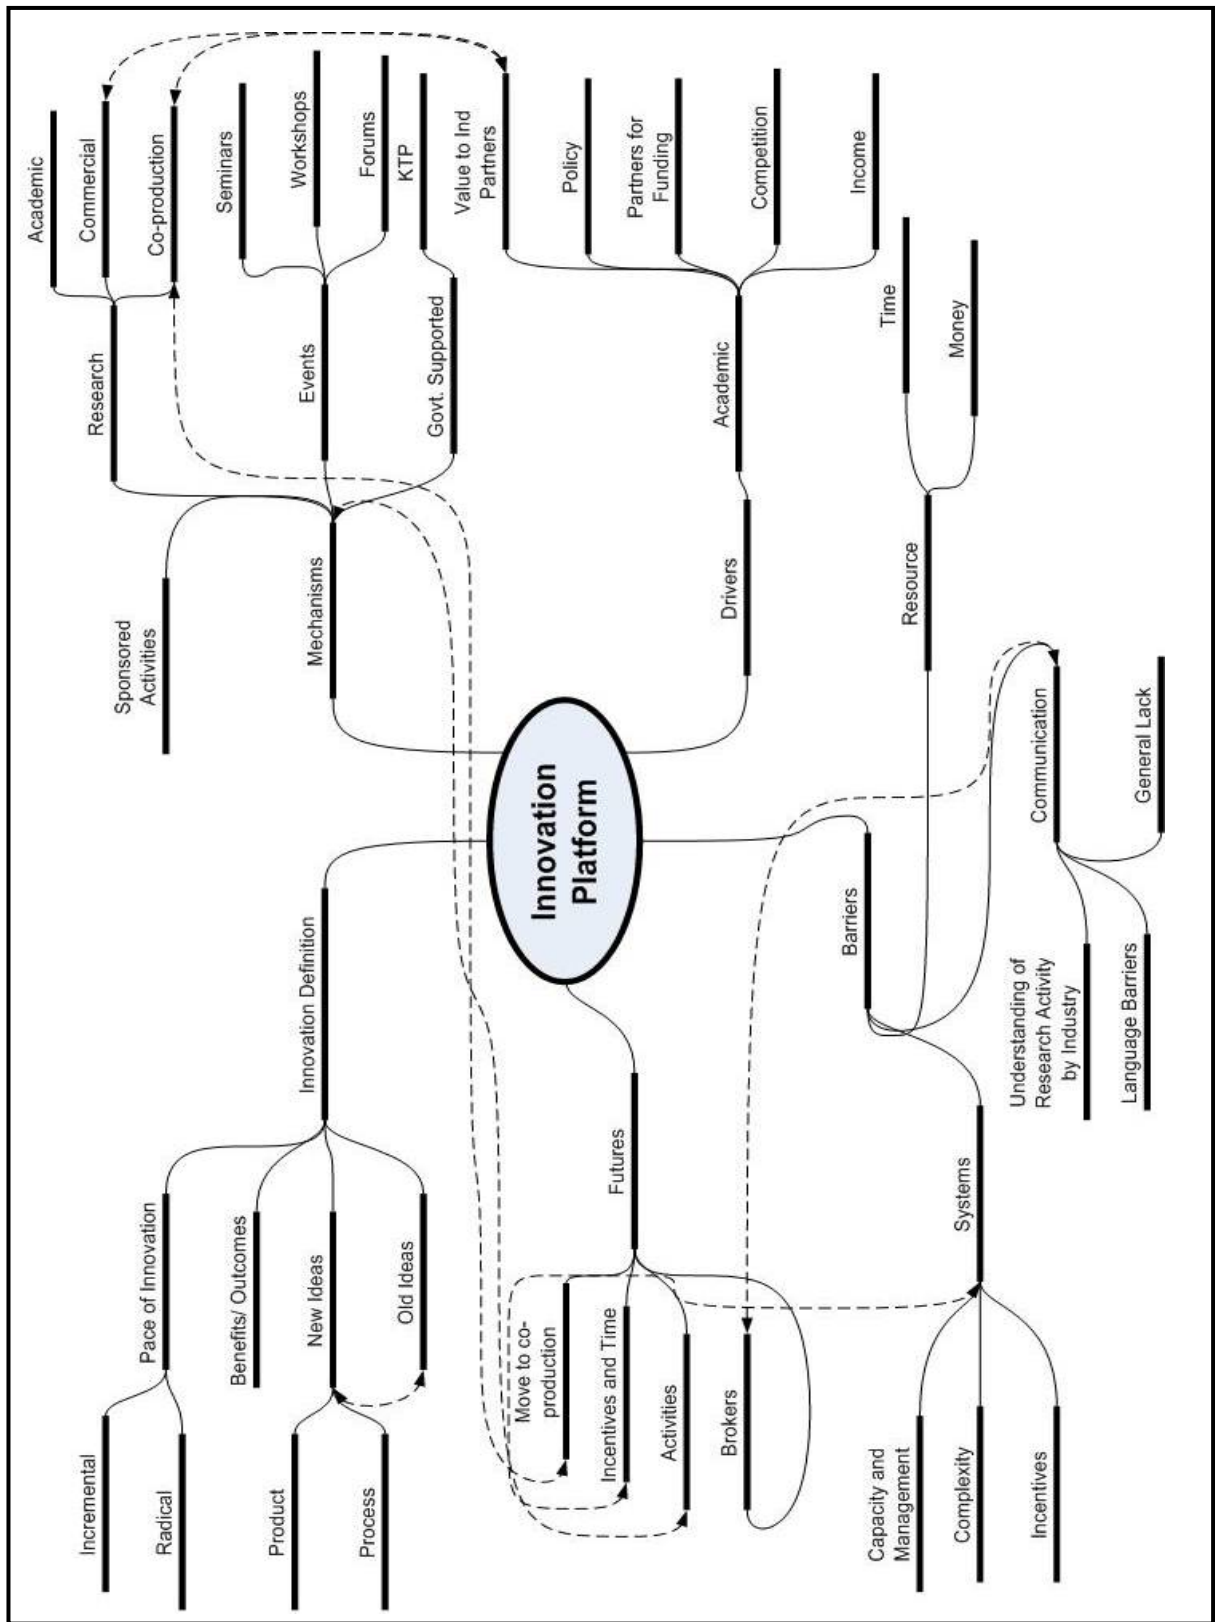 Innovation
Platform
Innovation Definition
Pace of Innovation
Incremental
Radical
Benefits/ Outcomes
New Ideas
Product
Process
Old Ideas
Mechanisms
Sponsored
Activities
Research
Academic
Commercial
Co-production
Events
Seminars
Workshops
Forums
Govt. Supported
KTP
Drivers
Academic
Value to Ind
Partners
Policy
Partners for
Funding
Competition
Income
Futures
Move to co-
production
Incentives and Time
Activities
Brokers
Barriers
Resource
Time
Money
Communication
Understanding of
Research Activity
by Industry
Language Barriers
General Lack
Systems
Capacity and
Management
Complexity
Incentives